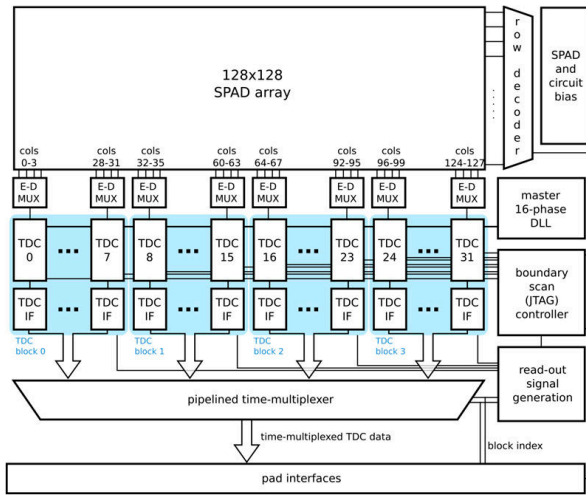 128x128
SPAD array
row decoder
SPAD
and
circuit
bias
cols
0-3
cols
28-31
cols
32-35
cols
60-63
cols
64-67
cols
92-95
cols
96-99
cols
124-127
E-D
MUX
E-D
MUX
E-D
MUX
E-D
MUX
E-D
MUX
E-D
MUX
E-D
MUX
E-D
MUX
master
16-phase
DLL
TDC
0
...
TDC
7
TDC
8
...
TDC
15
TDC
16
...
TDC
23
TDC
24
...
TDC
31
boundary
scan
(JTAG)
controller
TDC
IF
...
TDC
IF
TDC
IF
...
TDC
IF
TDC
IF
...
TDC
IF
TDC
IF
...
TDC
IF
TDC
block 0
TDC
block 1
TDC
block 2
TDC
block 3
read-out
signal
generation
pipelined time-multiplexer
time-multiplexed TDC data
block index
pad interfaces